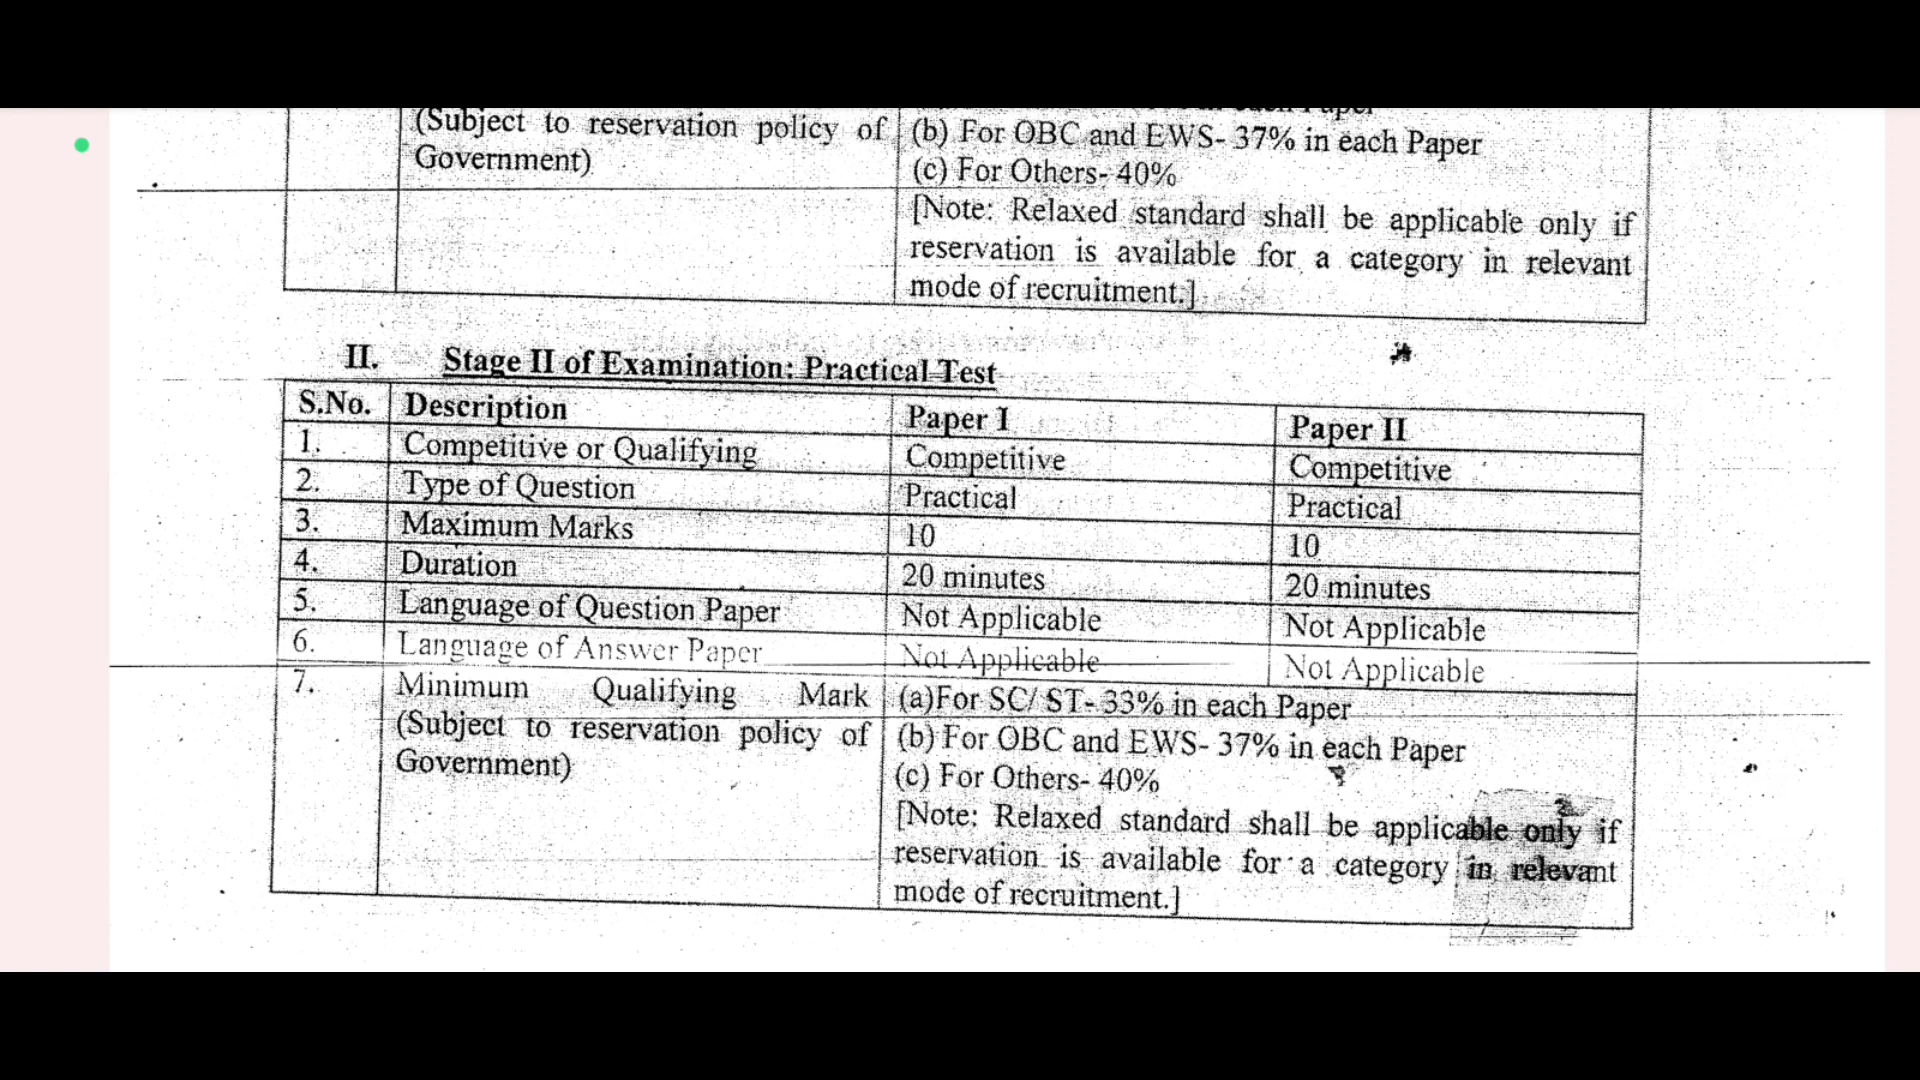 (Subject to reservation policy of
Government)
(b) For OBC and EWS- 37% in each Paper
(c) For Others- 40%
[Note: Relaxed standard shall be applicable only if
reservation is available for a category in relevant
mode of recruitment.]
II. Stage II of Examination: Practical Test
S.No. Description Paper I Paper II
1. Competitive or Qualifying Competitive Competitive
2. Type of Question Practical Practical
3. Maximum Marks 10 10
4. Duration 20 minutes 20 minutes
5. Language of Question Paper Not Applicable Not Applicable
6. Language of Answer Paper Not Applicable Not Applicable
7. Minimum Qualifying Mark
(Subject to reservation policy of
Government)
(a)For SC/ ST- 33% in each Paper
(b) For OBC and EWS- 37% in each Paper
(c) For Others- 40%
[Note: Relaxed standard shall be applicable only if
reservation is available for a category in relevant
mode of recruitment.]